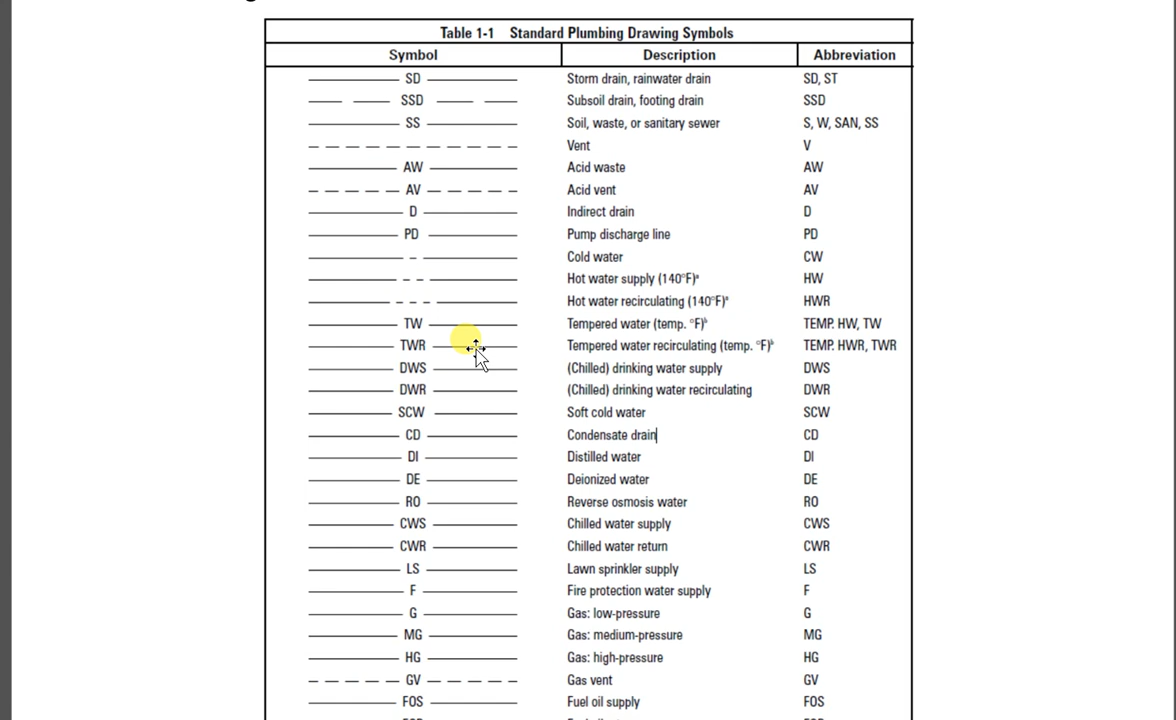 Table 1-1 Standard Plumbing Drawing Symbols
Symbol Description Abbreviation
SD Storm drain, rainwater drain SD, ST
SSD Subsoil drain, footing drain SSD
SS Soil, waste, or sanitary sewer S, W, SAN, SS
Vent V
AW Acid waste AW
AV Acid vent AV
D Indirect drain D
PD Pump discharge line PD
Cold water CW
Hot water supply (140°F)ᵃ HW
Hot water recirculating (140°F)ᵃ HWR
TW Tempered water (temp. °F)ᵇ TEMP. HW, TW
TWR Tempered water recirculating (temp. °F)ᵇ TEMP. HWR, TWR
DWS (Chilled) drinking water supply DWS
DWR (Chilled) drinking water recirculating DWR
SCW Soft cold water SCW
CD Condensate drain CD
DI Distilled water DI
DE Deionized water DE
RO Reverse osmosis water RO
CWS Chilled water supply CWS
CWR Chilled water return CWR
LS Lawn sprinkler supply LS
F Fire protection water supply F
G Gas: low-pressure G
MG Gas: medium-pressure MG
HG Gas: high-pressure HG
GV Gas vent GV
FOS Fuel oil supply FOS